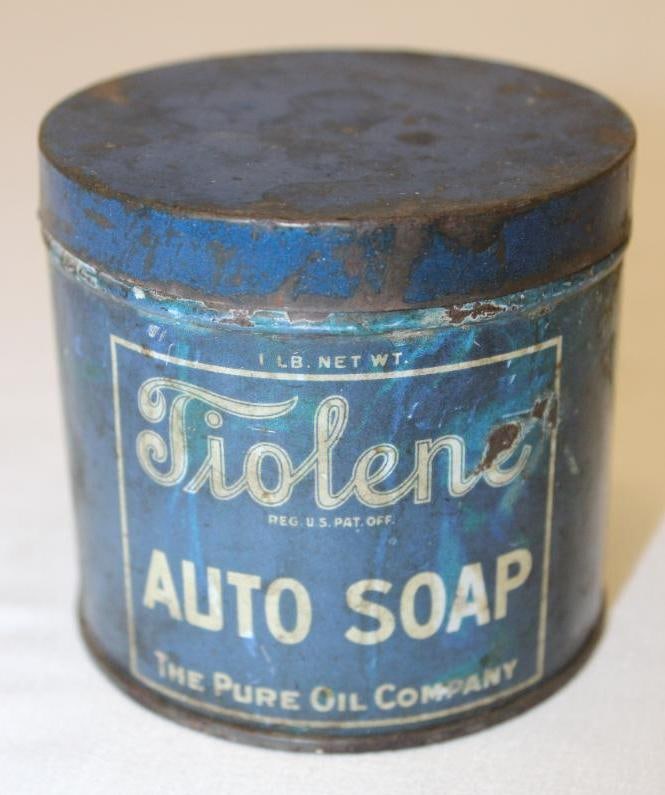 1 LB. NET WT.
Tiolene
REG. U.S. PAT. OFF.
AUTO SOAP
THE PURE OIL COMPANY